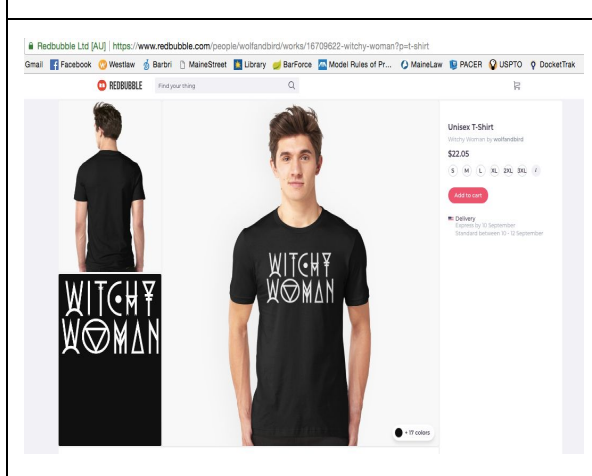 Redbubble Ltd [AU] | https://www.redbubble.com/people/wolfandbird/works/16709622-witchy-woman?p=t-shirt
Gmail Facebook Westlaw Barbri MaineStreet Library BarForce Model Rules of Pr... MaineLaw PACER USPTO DocketTrak
REDBUBBLE Find your thing
Unisex T-Shirt
Witchy Woman by wolfandbird
$22.05
S M L XL 2XL 3XL i
Add to cart
Delivery
Express by 10 September
Standard between 10 - 12 September
WITCHY
WOMAN
WITCHY
WOMAN
+ 17 colors